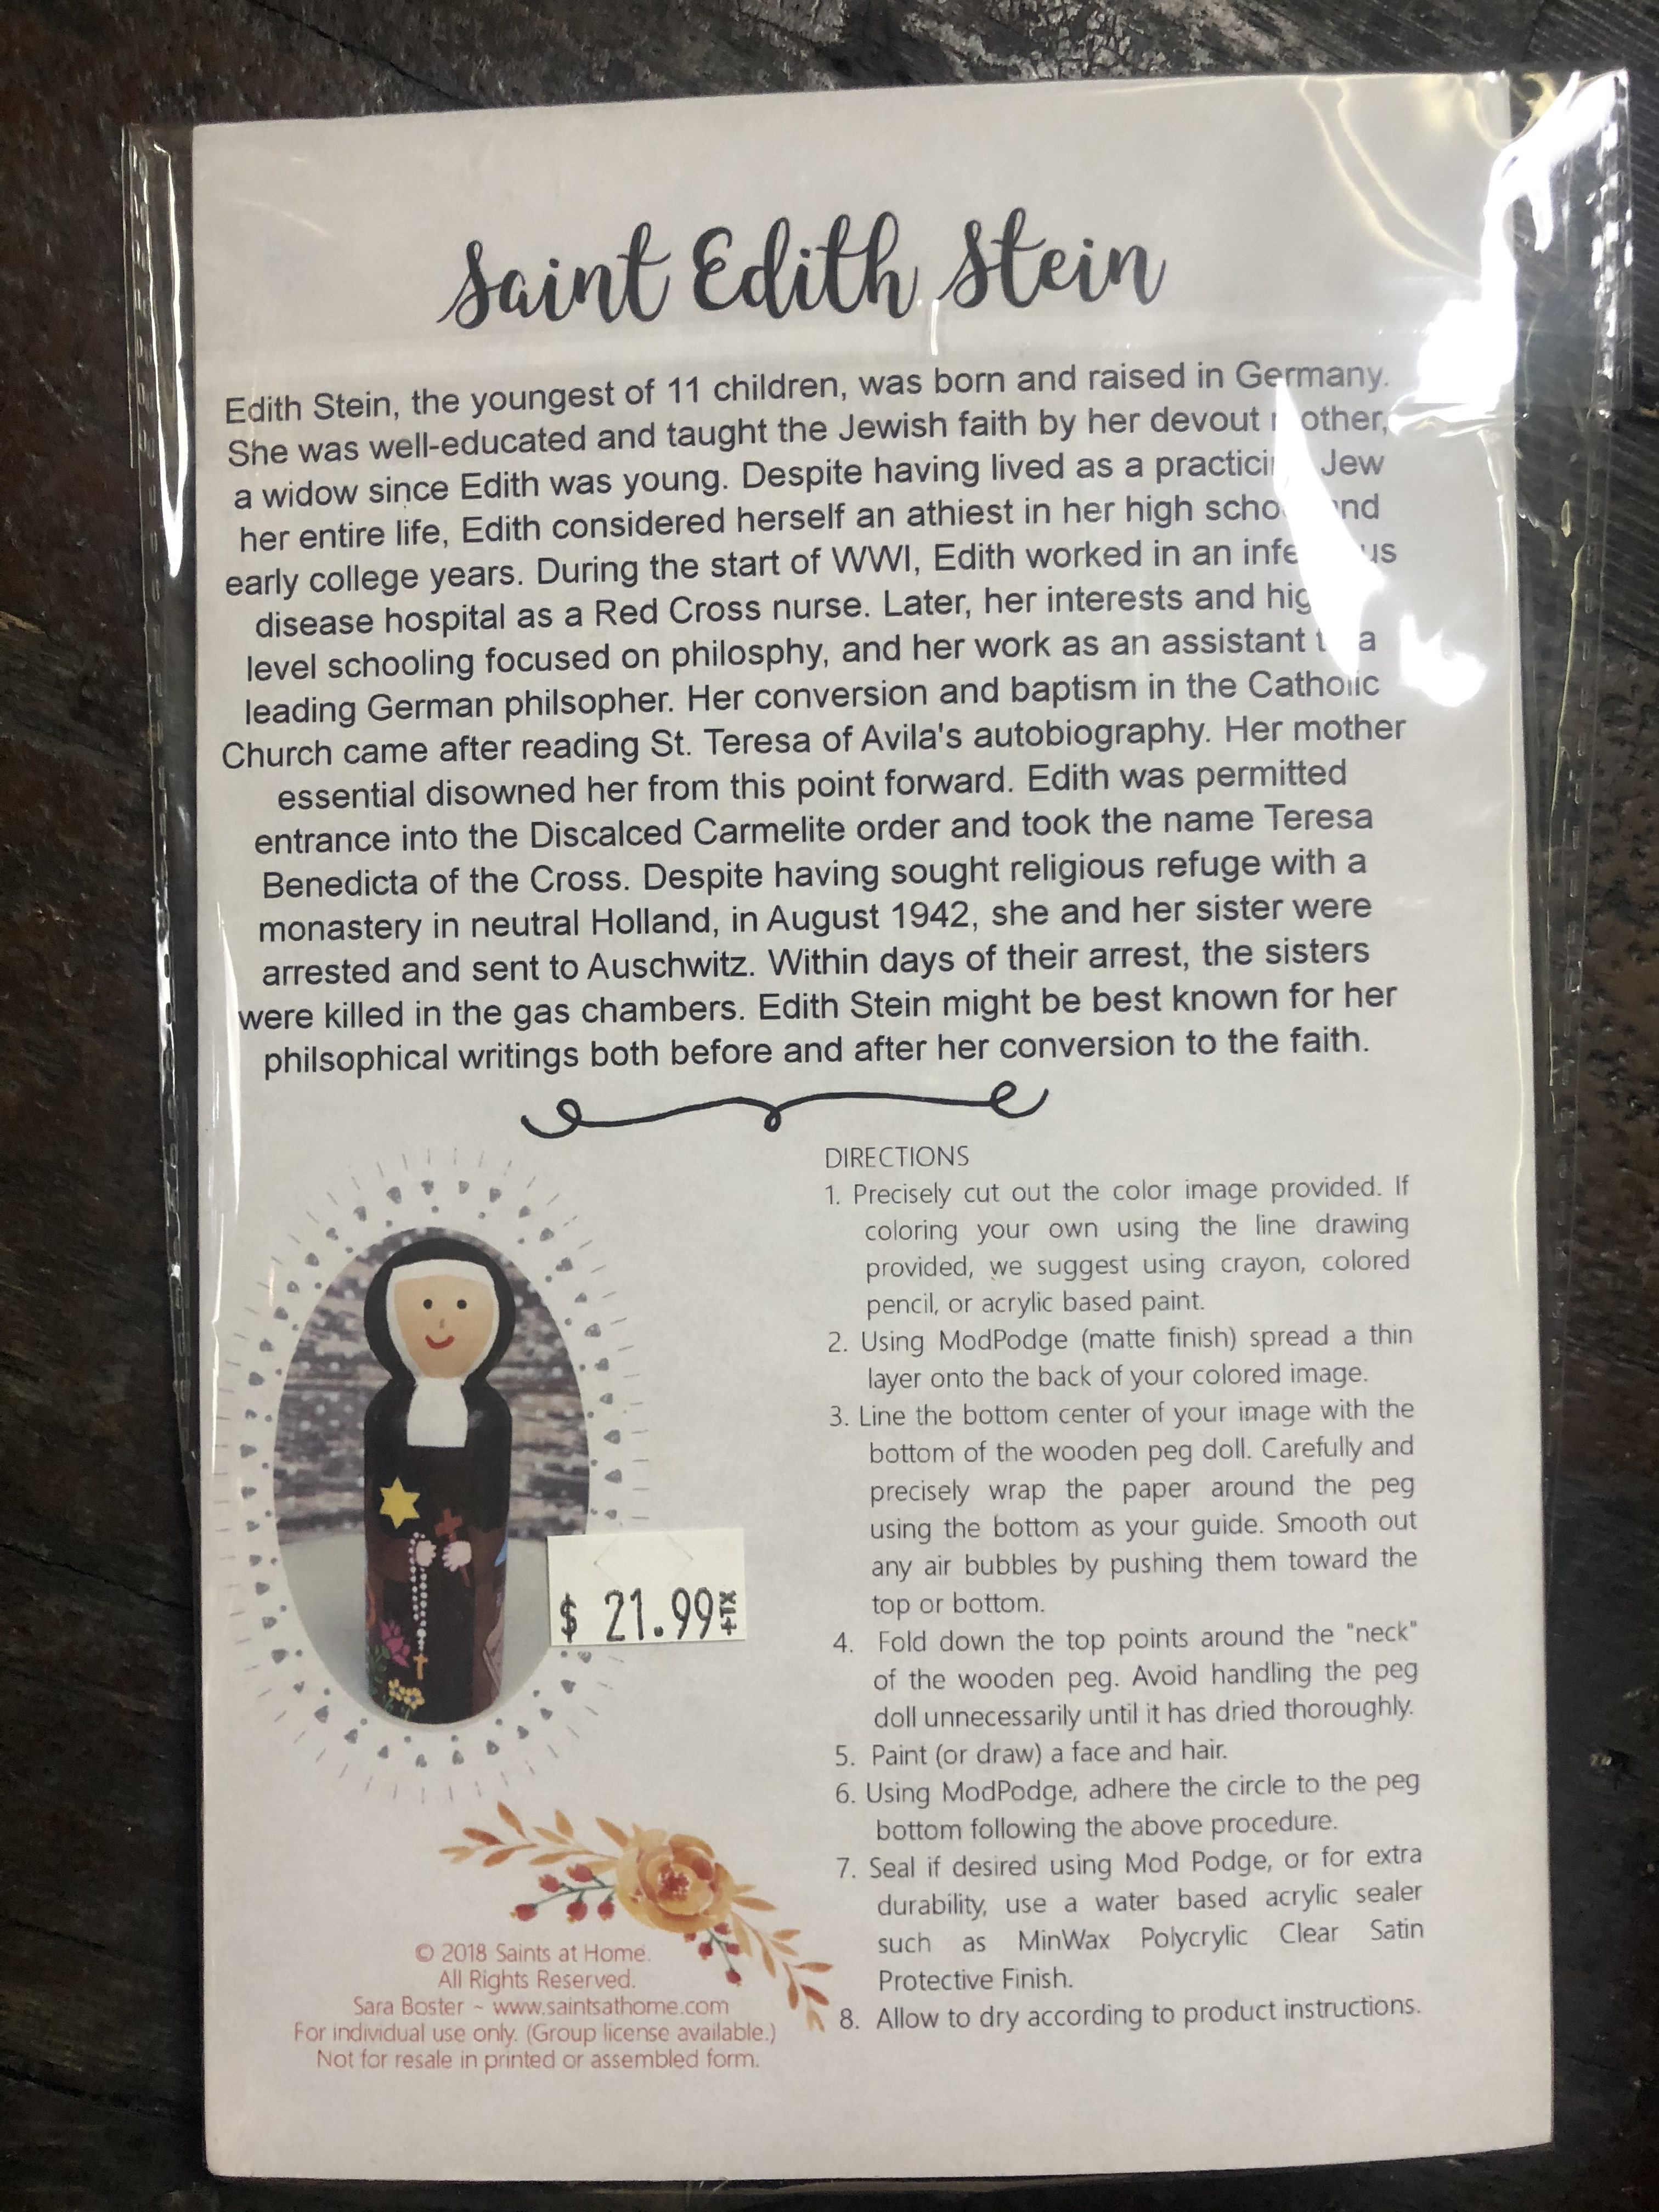 Saint Edith Stein
Edith Stein, the youngest of 11 children, was born and raised in Germany.
She was well-educated and taught the Jewish faith by her devout other,
a widow since Edith was young. Despite having lived as a Jew
her entire life, Edith considered herself an athiest in her high
early college years. During the start of WWI, Edith worked in an
disease hospital as a Red Cross nurse. Later, her interests and
level schooling focused on philosphy, and her work as an assistant a
leading German philsopher. Her conversion and baptism in the Catholic
Church came after reading St. Teresa of Avila's autobiography. Her mother
essential disowned her from this point forward. Edith was permitted
entrance into the Discalced Carmelite order and took the name Teresa
Benedicta of the Cross. Despite having sought religious refuge with a
monastery in neutral Holland, in August 1942, she and her sister were
arrested and sent to Auschwitz. Within days of their arrest, the sisters
were killed in the gas chambers. Edith Stein might be best known for her
philsophical writings both before and after her conversion to the faith.
DIRECTIONS
1. Precisely cut out the color image provided. If
coloring your own using the line drawing
provided, we suggest using crayon, colored
pencil, or acrylic based paint.
2. Using ModPodge (matte finish) spread a thin
layer onto the back of your colored image.
3. Line the bottom center of your image with the
bottom of the wooden peg doll. Carefully and
precisely wrap the paper around the peg
using the bottom as your guide. Smooth out
any air bubbles by pushing them toward the
top or bottom.
4. Fold down the top points around the "neck"
of the wooden peg. Avoid handling the peg
doll unnecessarily until it has dried thoroughly.
5. Paint (or draw) a face and hair.
6. Using ModPodge, adhere the circle to the peg
bottom following the above procedure.
7. Seal if desired using Mod Podge, or for extra
durability, use a water based acrylic sealer
such as MinWax Polycrylic Clear Satin
Protective Finish.
8. Allow to dry according to product instructions.
$ 21.99 +TX
© 2018 Saints at Home.
All Rights Reserved.
Sara Boster ~ www.saintsathome.com
For individual use only. (Group license available.)
Not for resale in printed or assembled form.